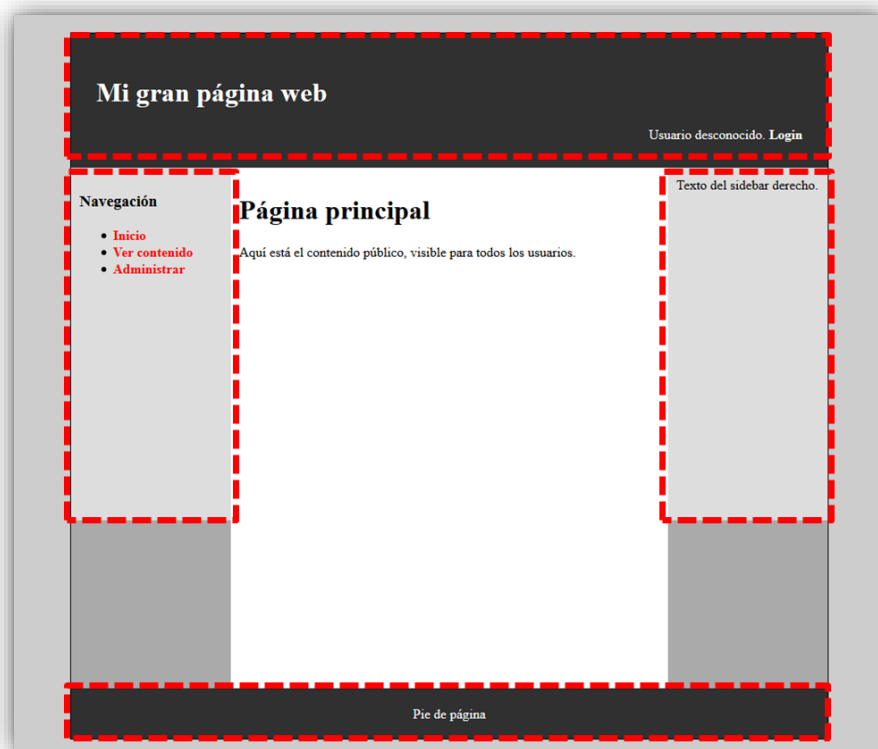 Mi gran página web
Usuario desconocido. Login
Navegación
Inicio
Ver contenido
Administrar
Página principal
Aquí está el contenido público, visible para todos los usuarios.
Texto del sidebar derecho.
Pie de página